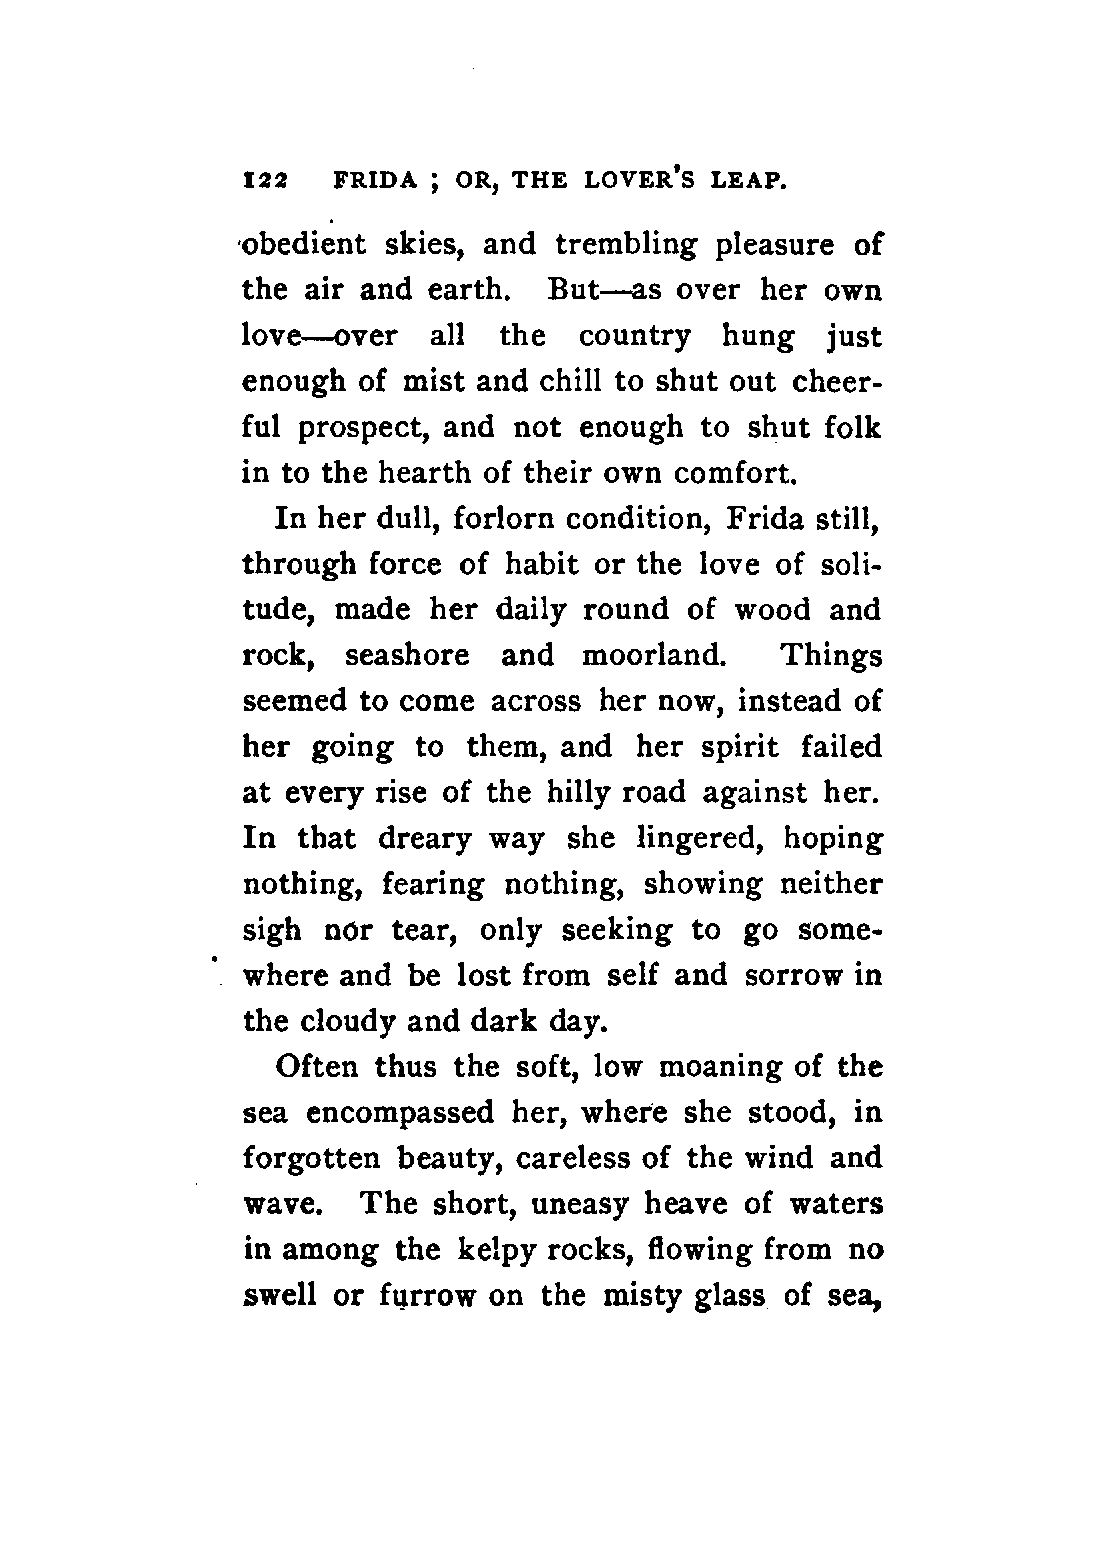 122 FRIDA ; OR, THE LOVER'S LEAP.
obedient skies, and trembling pleasure of
the air and earth. But—as over her own
love—over all the country hung just
enough of mist and chill to shut out cheer-
ful prospect, and not enough to shut folk
in to the hearth of their own comfort.
In her dull, forlorn condition, Frida still,
through force of habit or the love of soli-
tude, made her daily round of wood and
rock, seashore and moorland. Things
seemed to come across her now, instead of
her going to them, and her spirit failed
at every rise of the hilly road against her.
In that dreary way she lingered, hoping
nothing, fearing nothing, showing neither
sigh nor tear, only seeking to go some-
where and be lost from self and sorrow in
the cloudy and dark day.
Often thus the soft, low moaning of the
sea encompassed her, where she stood, in
forgotten beauty, careless of the wind and
wave. The short, uneasy heave of waters
in among the kelpy rocks, flowing from no
swell or furrow on the misty glass of sea,